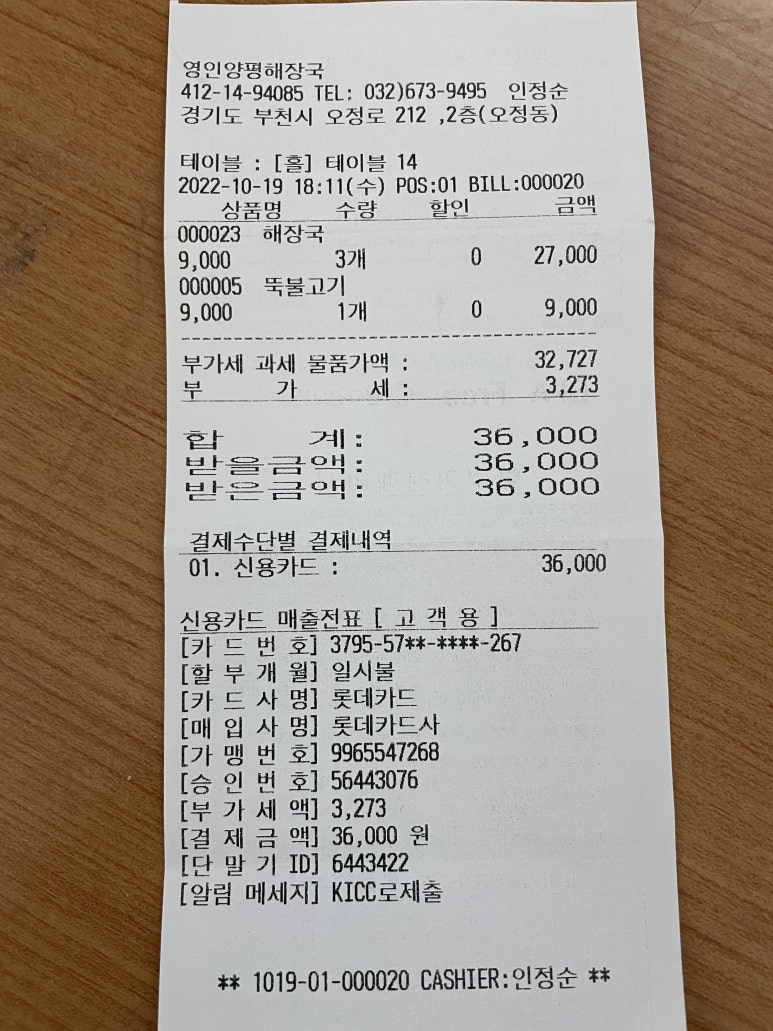 영인양평해장국
412-14-94085 TEL: 032)673-9495 인정순
경기도 부천시 오정로 212 ,2층(오정동)
테이블 : [홀] 테이블 14
2022-10-19 18:11(수) POS:01 BILL:000020
상품명 수량 할인 금액
000023 해장국
9,000 3개 0 27,000
000005 뚝불고기
9,000 1개 0 9,000
부가세 과세 물품가액 : 32,727
부 가 세 : 3,273
합 계: 36,000
받을금액: 36,000
받은금액: 36,000
결제수단별 결제내역
01. 신용카드 : 36,000
신용카드 매출전표 [ 고 객 용 ]
[카 드 번 호] 3795-57**-****-267
[할 부 개 월] 일시불
[카 드 사 명] 롯데카드
[매 입 사 명] 롯데카드사
[가 맹 번 호] 9965547268
[승 인 번 호] 56443076
[부 가 세 액] 3,273
[결 제 금 액] 36,000 원
[단 말 기 ID] 6443422
[알림 메세지] KICC로제출
** 1019-01-000020 CASHIER:인정순 **